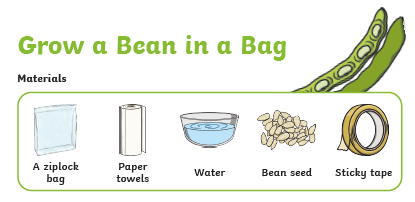 Grow a Bean in a Bag
Materials
A ziplock
bag
Paper
towels
Water
Bean seed
Sticky tape